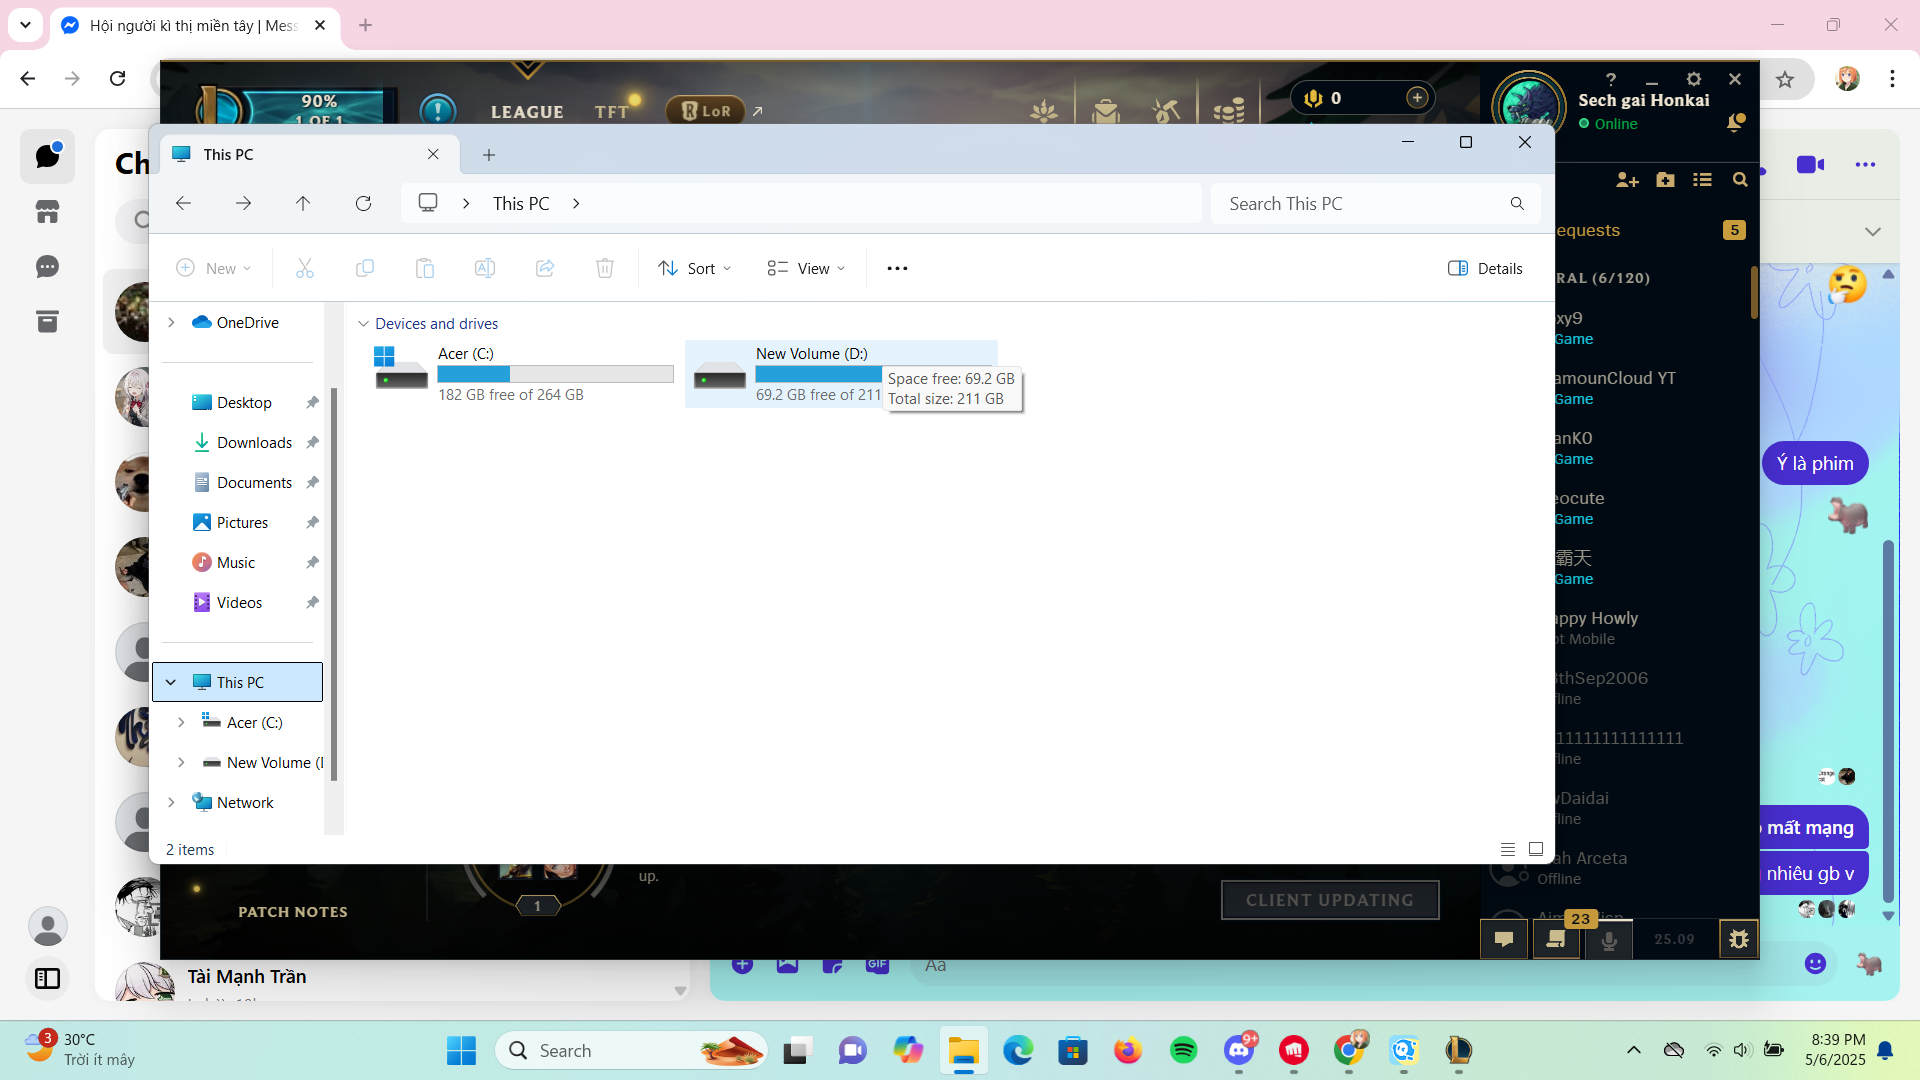 Hội người kì thị miền tây | Mess
90%
1 OF 1
LEAGUE
TFT
LoR
0
Sech gai Honkai
Online
Ch
This PC
This PC
Search This PC
New
Sort
View
Details
equests
5
RAL (6/120)
OneDrive
Desktop
Downloads
Documents
Pictures
Music
Videos
This PC
Acer (C:)
New Volume (
Network
2 items
Devices and drives
Acer (C:)
182 GB free of 264 GB
New Volume (D:)
69.2 GB free of 211
Space free: 69.2 GB
Total size: 211 GB
xy9
Game
amounCloud YT
Game
anK0
Game
eocute
Game
霸天
Game
appy Howly
ot Mobile
8thSep2006
fline
11111111111111
fline
wDaidai
fline
ah Arceta
Offline
Ý là phim
mất mạng
nhiêu gb v
PATCH NOTES
1
up.
CLIENT UPDATING
23
25.09
Tài Mạnh Trần
GIF
Aa
3
30°C
Trời ít mây
Search
9+
8:39 PM
5/6/2025